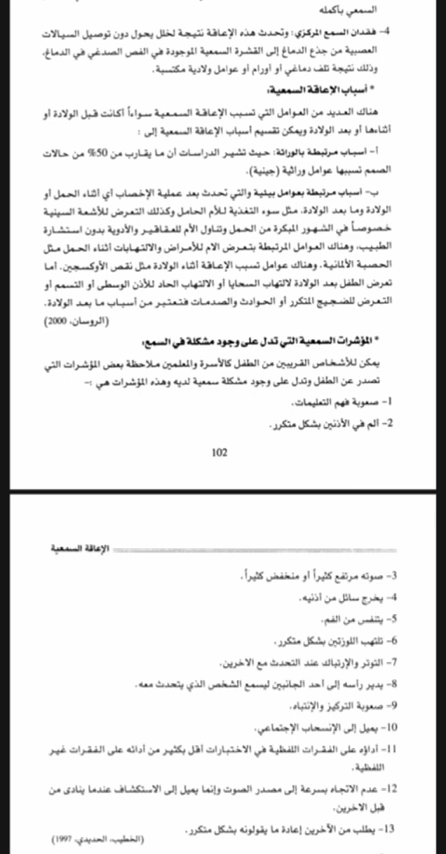 السمعي بأكمله
4- فقدان السمع المركزي: وتحدث هذه الإعاقة نتيجة لخلل يحول دون توصيل السيالات
العصبية من جذع الدماغ إلى القشرة السمعية الموجودة في الفص الصدغي في الدماغ،
وذلك نتيجة تلف دماغي أو أورام أو عوامل ولادية مكتسبة.
* أسباب الإعاقة السمعية:
هناك العديد من العوامل التي تسبب الإعاقة السمعية سواءاً أكانت قبل الولادة أو
أثناءها أو بعد الولادة ويمكن تقسيم أسباب الإعاقة السمعية إلى :
أ- أسباب مرتبطة بالوراثة: حيث تشير الدراسات أن ما يقارب من 50% من حالات
الصمم تسببها عوامل وراثية (جينية).
ب- أسباب مرتبطة بعوامل بيئية والتي تحدث بعد عملية الإخصاب أي أثناء الحمل أو
الولادة وما بعد الولادة، مثل سوء التغذية للأم الحامل وكذلك التعرض للأشعة السينية
خصوصاً في الشهور المبكرة من الحمل وتناول الأم للعقاقير والأدوية بدون استشارة
الطبيب، وهناك العوامل المرتبطة بتعرض الام للأمراض والالتهابات أثناء الحمل مثل
الحصبة الألمانية، وهناك عوامل تسبب الإعاقة أثناء الولادة مثل نقص الأوكسجين، أما
تعرض الطفل بعد الولادة لالتهاب السحايا أو الالتهاب الحاد للأذن الوسطى أو التسمم أو
التعرض للضجيج المتكرر أو الحوادث والصدمات فتعتبر من أسباب ما بعد الولادة.
(الروسان، 2000)
* المؤشرات السمعية التي تدل على وجود مشكلة في السمع:
يمكن للأشخاص القريبين من الطفل كالأسرة والمعلمين ملاحظة بعض المؤشرات التي
تصدر عن الطفل وتدل على وجود مشكلة سمعية لديه وهذه المؤشرات هي :-
1- صعوبة فهم التعليمات.
2- ألم في الأذنين بشكل متكرر.
102
الإعاقة السمعية
3- صوته مرتفع كثيراً أو منخفض كثيراً.
4- يخرج سائل من أذنيه.
5- يتنفس من الفم.
6- تلتهب اللوزتين بشكل متكرر.
7- التوتر والإرتباك عند التحدث مع الاخرين.
8- يدير رأسه إلى أحد الجانبين ليسمع الشخص الذي يتحدث معه.
9- صعوبة التركيز والإنتباه.
10- يميل إلى الإنسحاب الإجتماعي.
11- أداؤه على الفقرات اللفظية في الاختبارات أقل بكثير من أدائه على الفقرات غير
اللفظية.
12- عدم الاتجاه بسرعة إلى مصدر الصوت وإنما يميل إلى الاستكشاف عندما ينادى من
قبل الاخرين.
13- يطلب من الآخرين إعادة ما يقولونه بشكل متكرر.
(الخطيب، الحديدي، 1997)